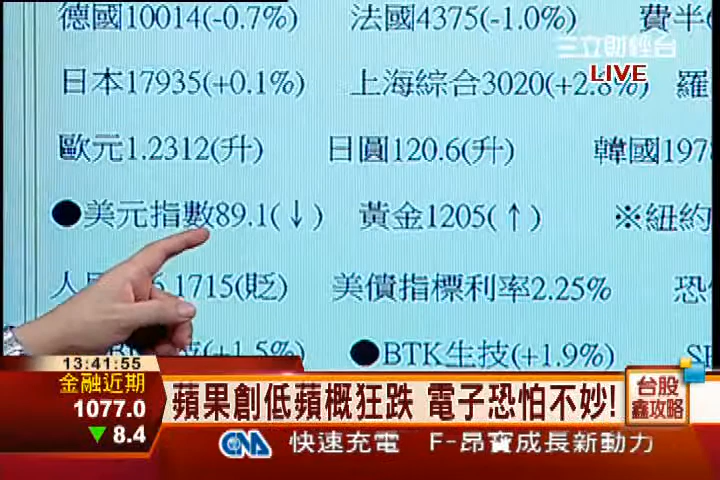 德國10014(-0.7%) 法國4375(-1.0%) 費半
三立財經台
LIVE
日本17935(+0.1%) 上海綜合3020(+2.8%) 羅
歐元1.2312(升) 日圓120.6(升) 韓國197
●美元指數89.1(↓) 黃金1205(↑) ※紐約
人民 6.1715(貶) 美債指標利率2.25% 恐
(+1.5%) ●BTK生技(+1.9%)
13:41:55
金融近期
1077.0
▼8.4
蘋果創低蘋概狂跌 電子恐怕不妙!
台股
鑫攻略
CNA 快速充電 F-昂寶成長新動力